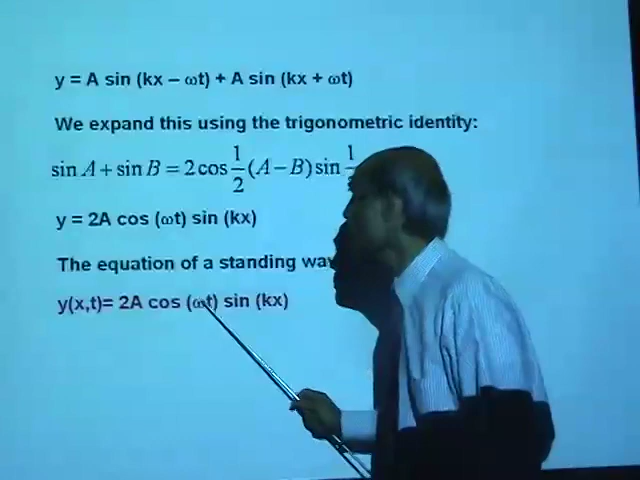 y = A sin (kx – ωt) + A sin (kx + ωt)
We expand this using the trigonometric identity:
sin A + sin B = 2 cos 1/2 (A − B) sin 1
y = 2A cos (ωt) sin (kx)
The equation of a standing
y(x,t)= 2A cos (ωt) sin (kx)